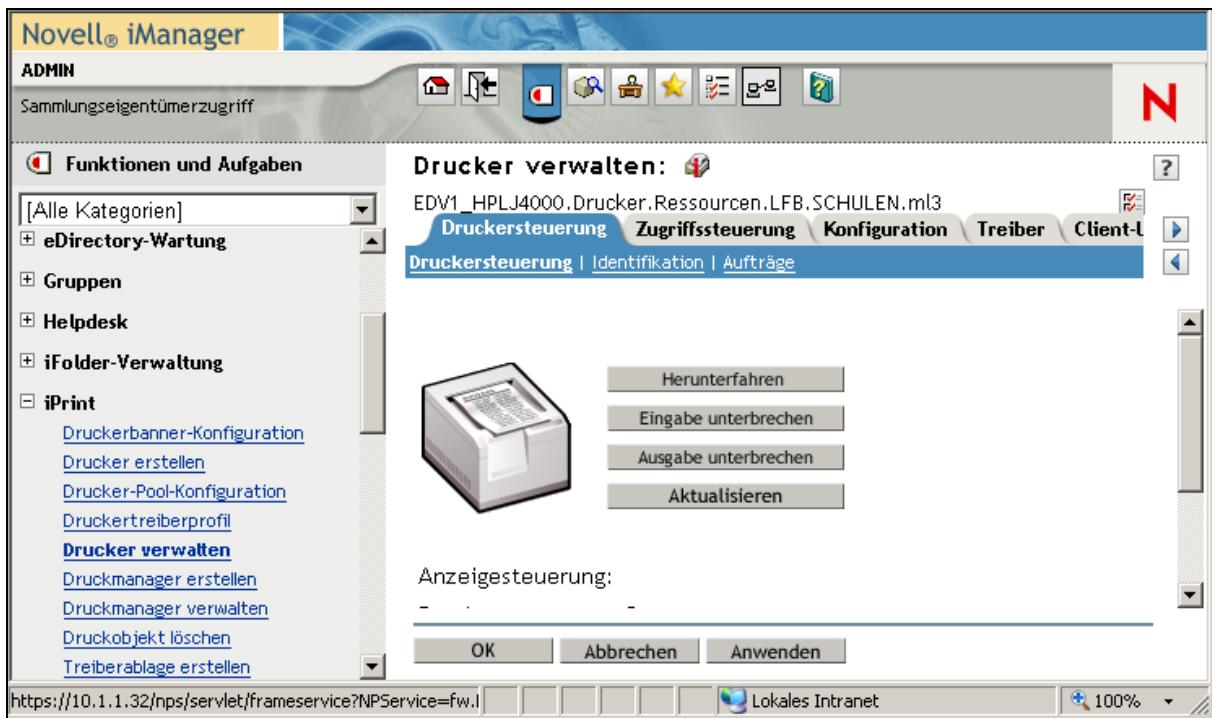 Novell® iManager
ADMIN
Sammlungseigentümerzugriff
N
Funktionen und Aufgaben
[Alle Kategorien]
eDirectory-Wartung
Gruppen
Helpdesk
iFolder-Verwaltung
iPrint
Druckerbanner-Konfiguration
Drucker erstellen
Drucker-Pool-Konfiguration
Druckertreiberprofil
Drucker verwalten
Druckmanager erstellen
Druckmanager verwalten
Druckobjekt löschen
Treiberablage erstellen
Drucker verwalten:
?
EDV1_HPLJ4000.Drucker.Ressourcen.LFB.SCHULEN.ml3
Druckersteuerung Zugriffssteuerung Konfiguration Treiber Client-
Druckersteuerung | Identifikation | Aufträge
Herunterfahren
Eingabe unterbrechen
Ausgabe unterbrechen
Aktualisieren
Anzeigesteuerung:
OK Abbrechen Anwenden
https://10.1.1.32/nps/servlet/frameservice?NPService=fw. Lokales Intranet 100%